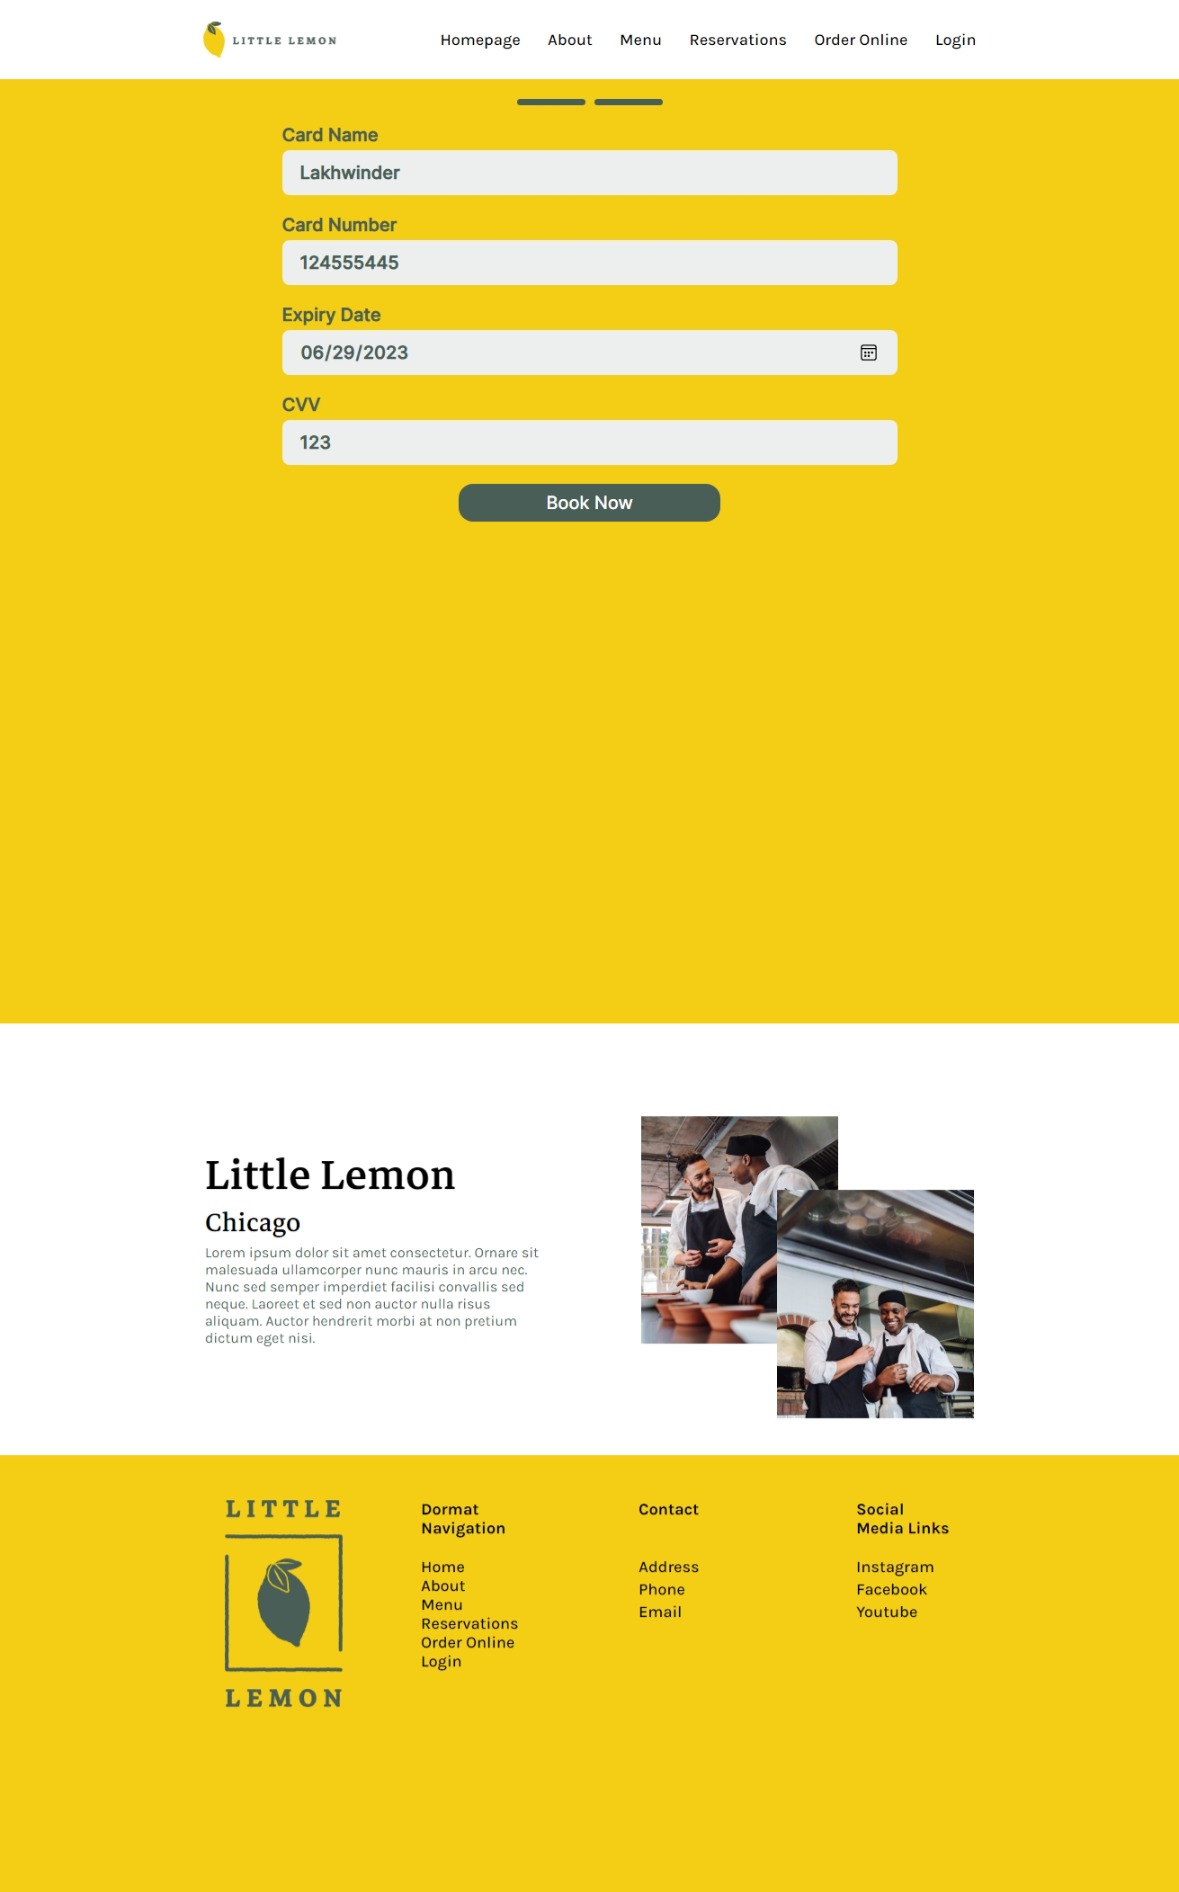 LITTLE LEMON
Homepage About Menu Reservations Order Online Login
Card Name
Lakhwinder
Card Number
124555445
Expiry Date
06/29/2023
CVV
123
Book Now
Little Lemon
Chicago
Lorem ipsum dolor sit amet consectetur. Ornare sit
malesuada ullamcorper nunc mauris in arcu nec.
Nunc sed semper imperdiet facilisi convallis sed
neque. Laoreet et sed non auctor nulla risus
aliquam. Auctor hendrerit morbi at non pretium
dictum eget nisi.
LITTLE
LEMON
Dormat
Navigation
Home
About
Menu
Reservations
Order Online
Login
Contact
Address
Phone
Email
Social
Media Links
Instagram
Facebook
Youtube